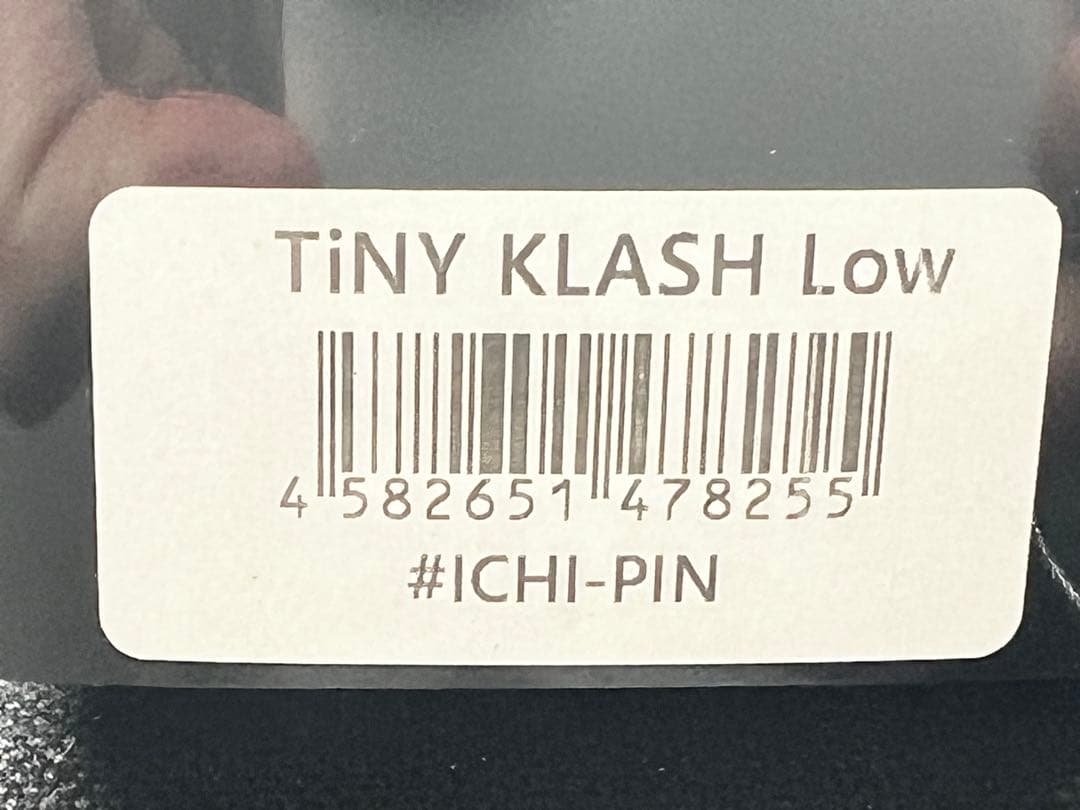 TiNY KLASH Low
4 582651 478255
#ICHI-PIN